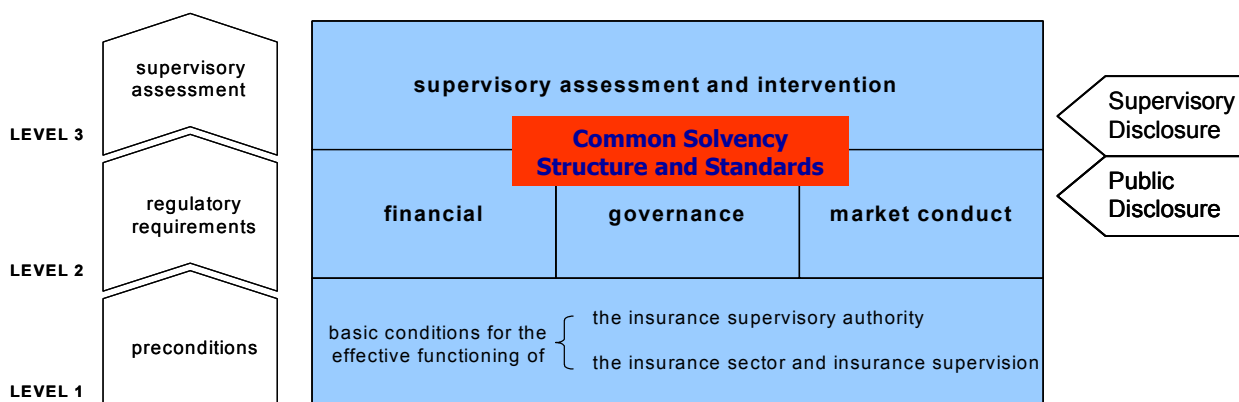 supervisory
assessment
LEVEL 3
regulatory
requirements
LEVEL 2
preconditions
LEVEL 1
supervisory assessment and intervention
Common Solvency
Structure and Standards
financial
governance
market conduct
basic conditions for the
effective functioning of
the insurance supervisory authority
the insurance sector and insurance supervision
Supervisory
Disclosure
Public
Disclosure